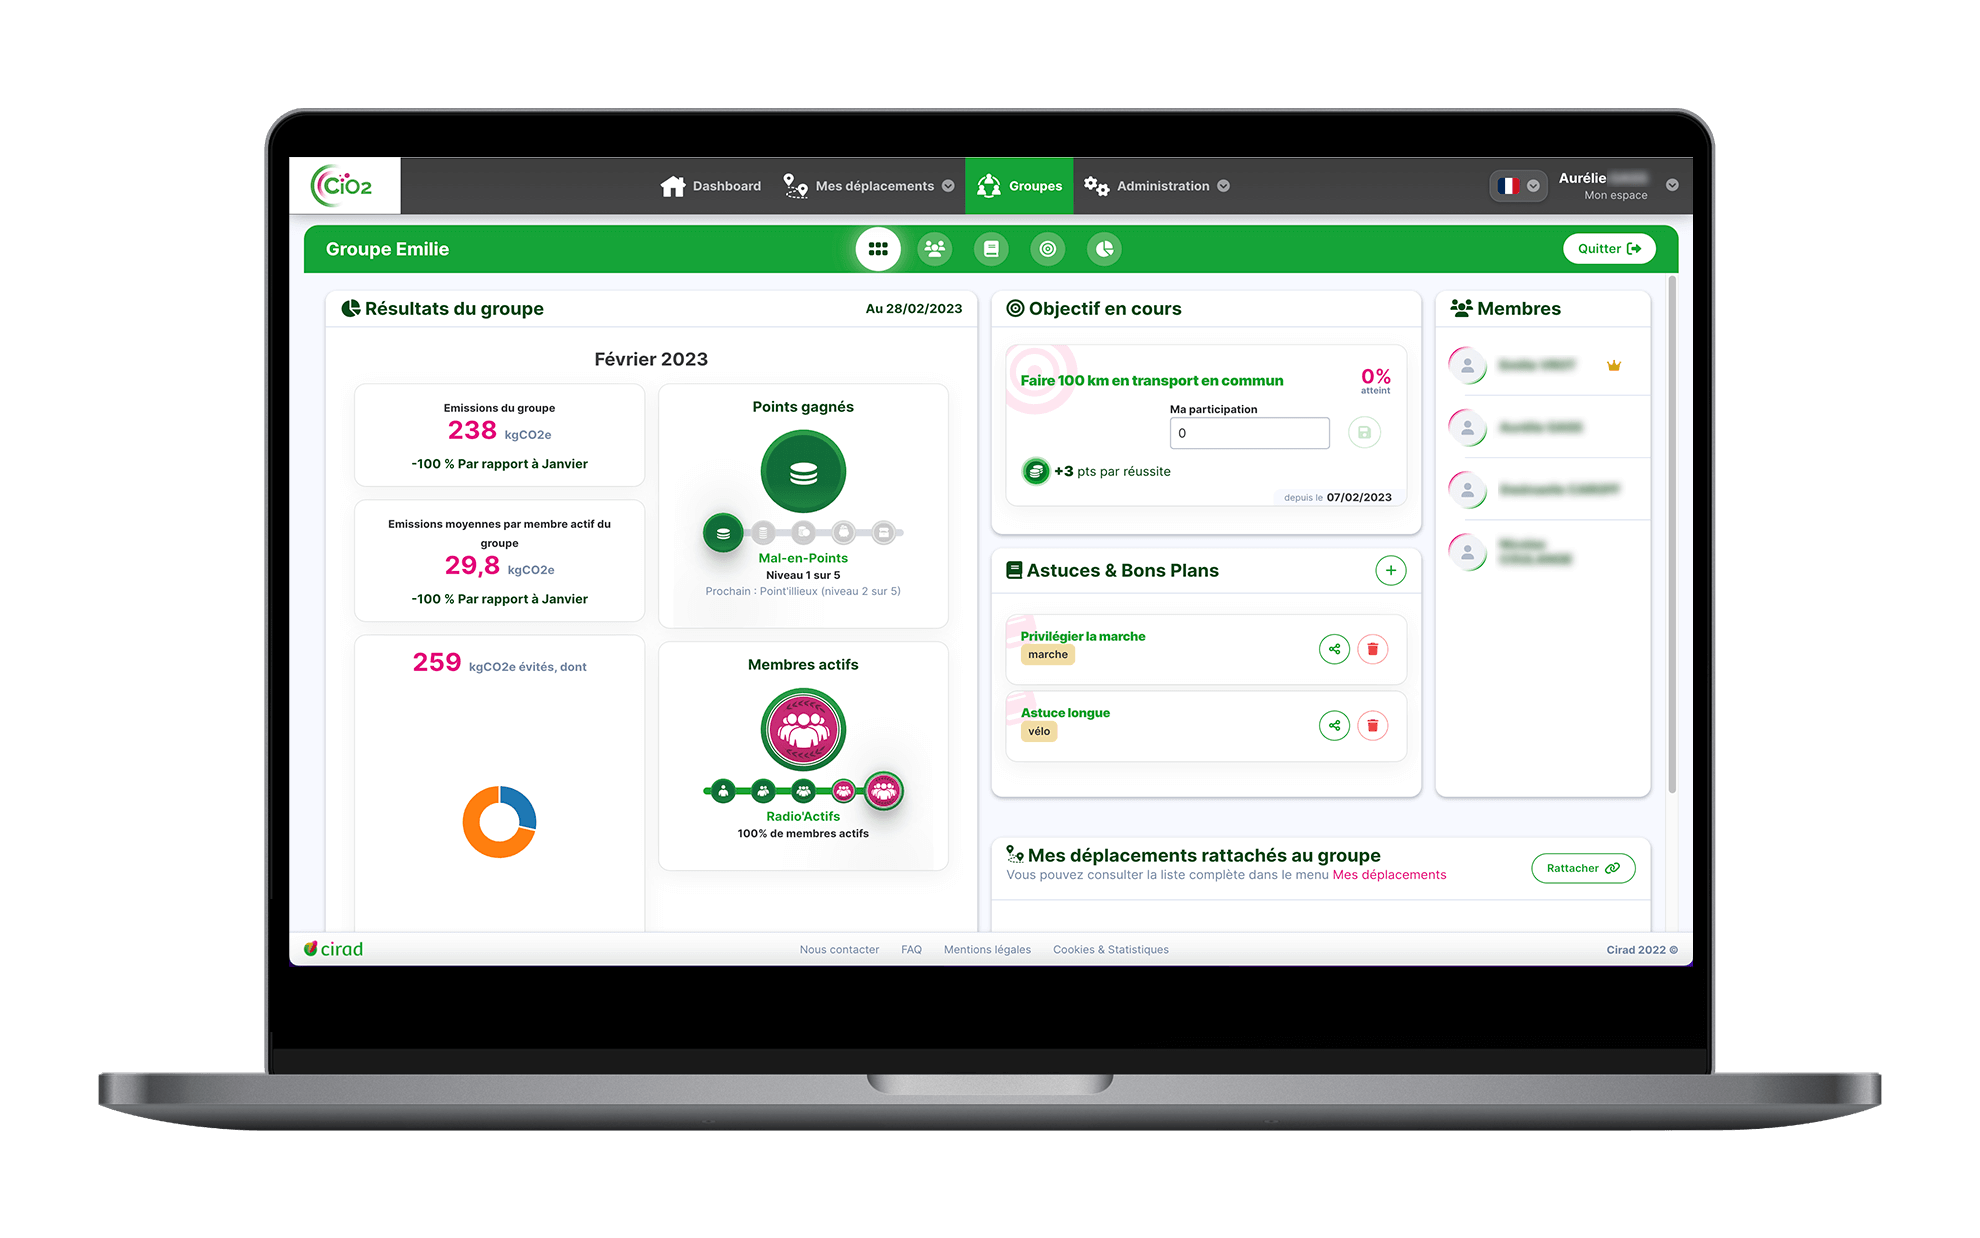 CiO2
Dashboard
Mes déplacements
Groupes
Administration
Aurélie
Mon espace
Groupe Emilie
Quitter
Résultats du groupe
Au 28/02/2023
Février 2023
Emissions du groupe
238 kgCO2e
-100 % Par rapport à Janvier
Emissions moyennes par membre actif du
groupe
29,8 kgCO2e
-100 % Par rapport à Janvier
259 kgCO2e évités, dont
Points gagnés
Mal-en-Points
Niveau 1 sur 5
Prochain : Point'illieux (niveau 2 sur 5)
Membres actifs
Radio'Actifs
100% de membres actifs
Objectif en cours
Faire 100 km en transport en commun
0%
atteint
Ma participation
0
+3 pts par réussite
depuis le 07/02/2023
Astuces & Bons Plans
Privilégier la marche
marche
Astuce longue
vélo
Membres
Mes déplacements rattachés au groupe
Vous pouvez consulter la liste complète dans le menu Mes déplacements
Rattacher
cirad
Nous contacter
FAQ
Mentions légales
Cookies & Statistiques
Cirad 2022 ©